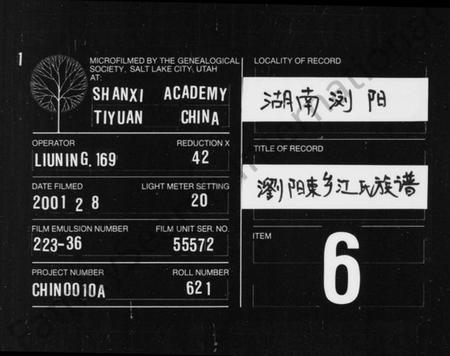 1
MICROFILMED BY THE GENEALOGICAL
SOCIETY, SALT LAKE CITY, UTAH
AT:
SHANXI ACADEMY
TIYUAN CHINA
OPERATOR REDUCTION X
LIUNING.169 42
DATE FILMED LIGHT METER SETTING
2001 2 8 20
FILM EMULSION NUMBER FILM UNIT SER. NO.
223-36 55572
PROJECT NUMBER ROLL NUMBER
CHIN0010A 621
LOCALITY OF RECORD
湖南浏阳
TITLE OF RECORD
瀏阳東乡江氏族谱
ITEM
6